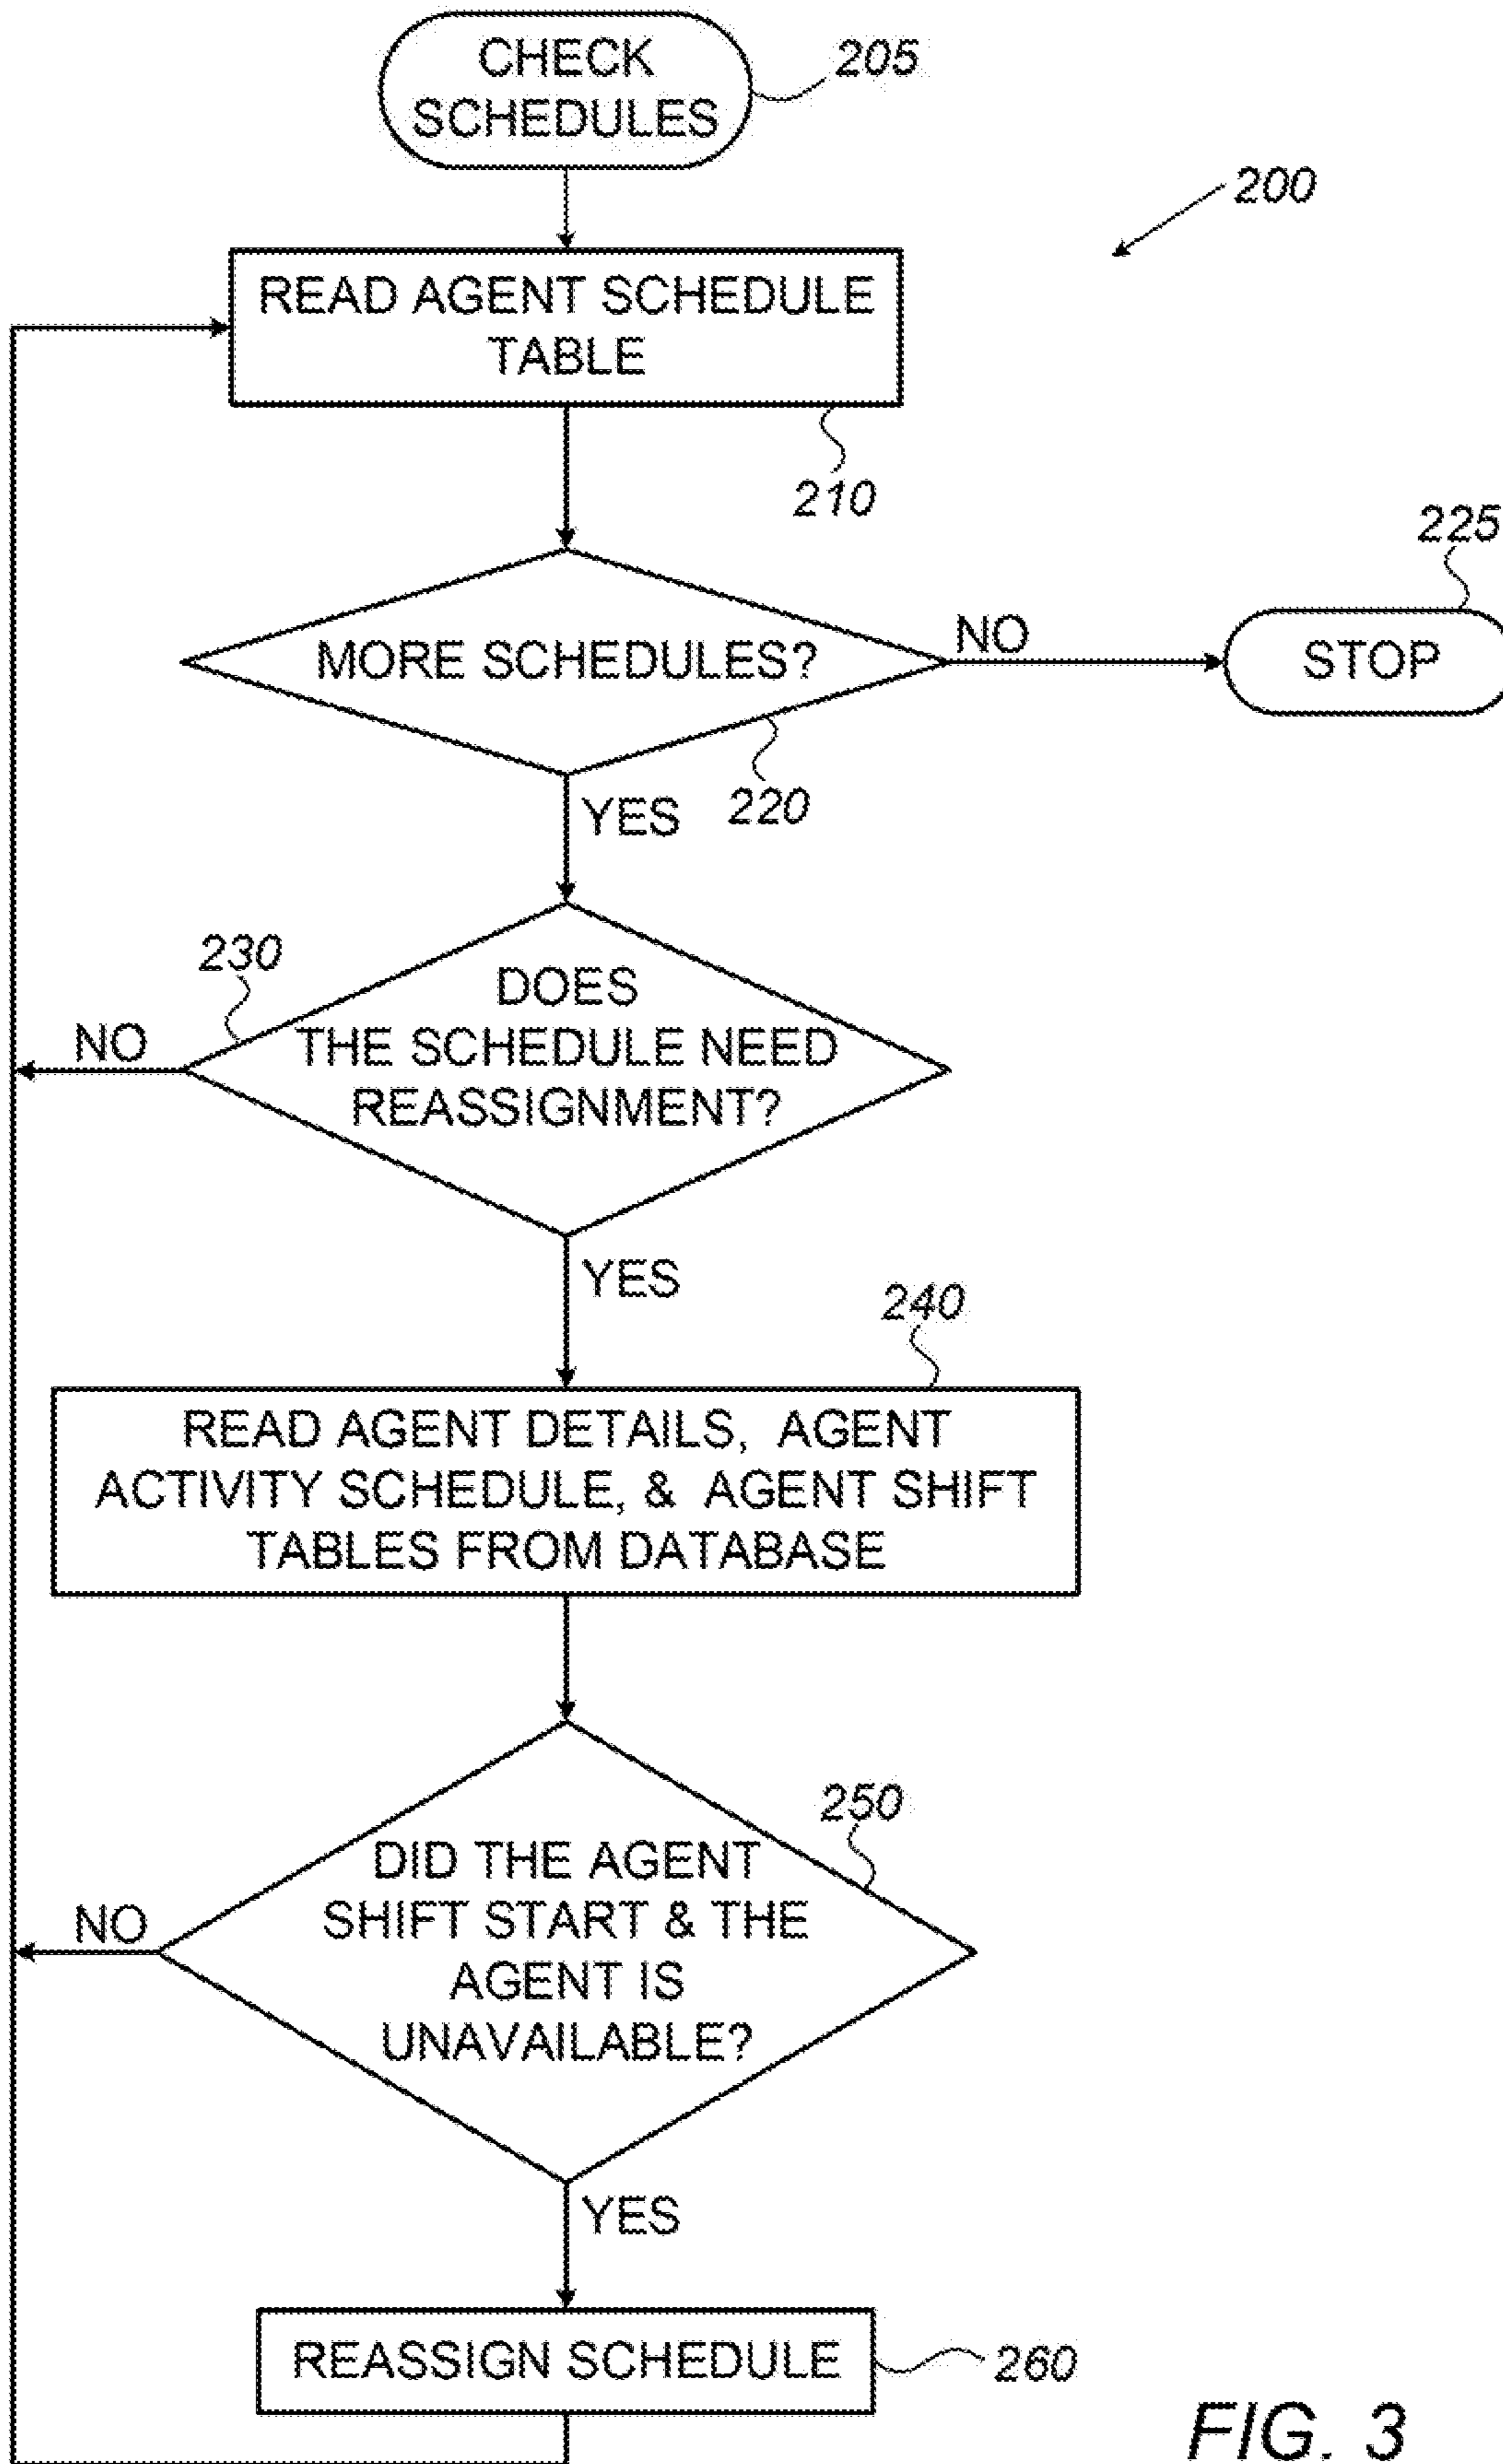 CHECK
SCHEDULES
205
200
READ AGENT SCHEDULE
TABLE
210
225
MORE SCHEDULES?
NO
STOP
220
YES
230
DOES
THE SCHEDULE NEED
REASSIGNMENT?
NO
YES
240
READ AGENT DETAILS, AGENT
ACTIVITY SCHEDULE, & AGENT SHIFT
TABLES FROM DATABASE
250
DID THE AGENT
SHIFT START & THE
AGENT IS
UNAVAILABLE?
NO
YES
REASSIGN SCHEDULE
260
FIG. 3